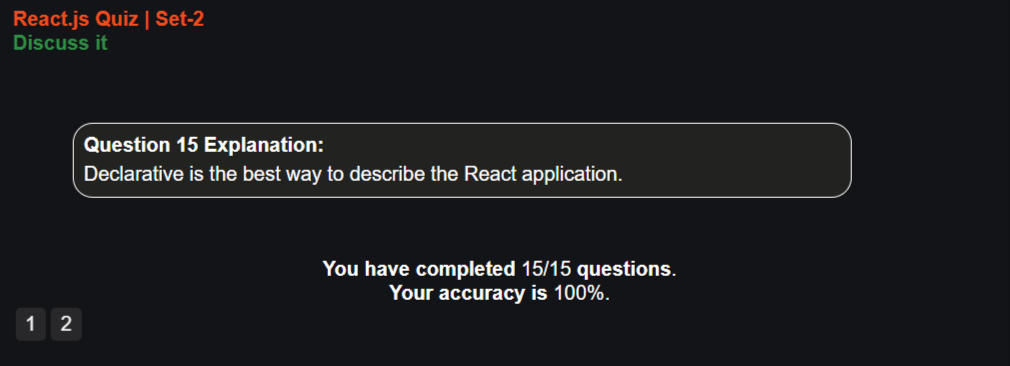 React.js Quiz | Set-2
Discuss it
Question 15 Explanation:
Declarative is the best way to describe the React application.
You have completed 15/15 questions.
Your accuracy is 100%.
1 2